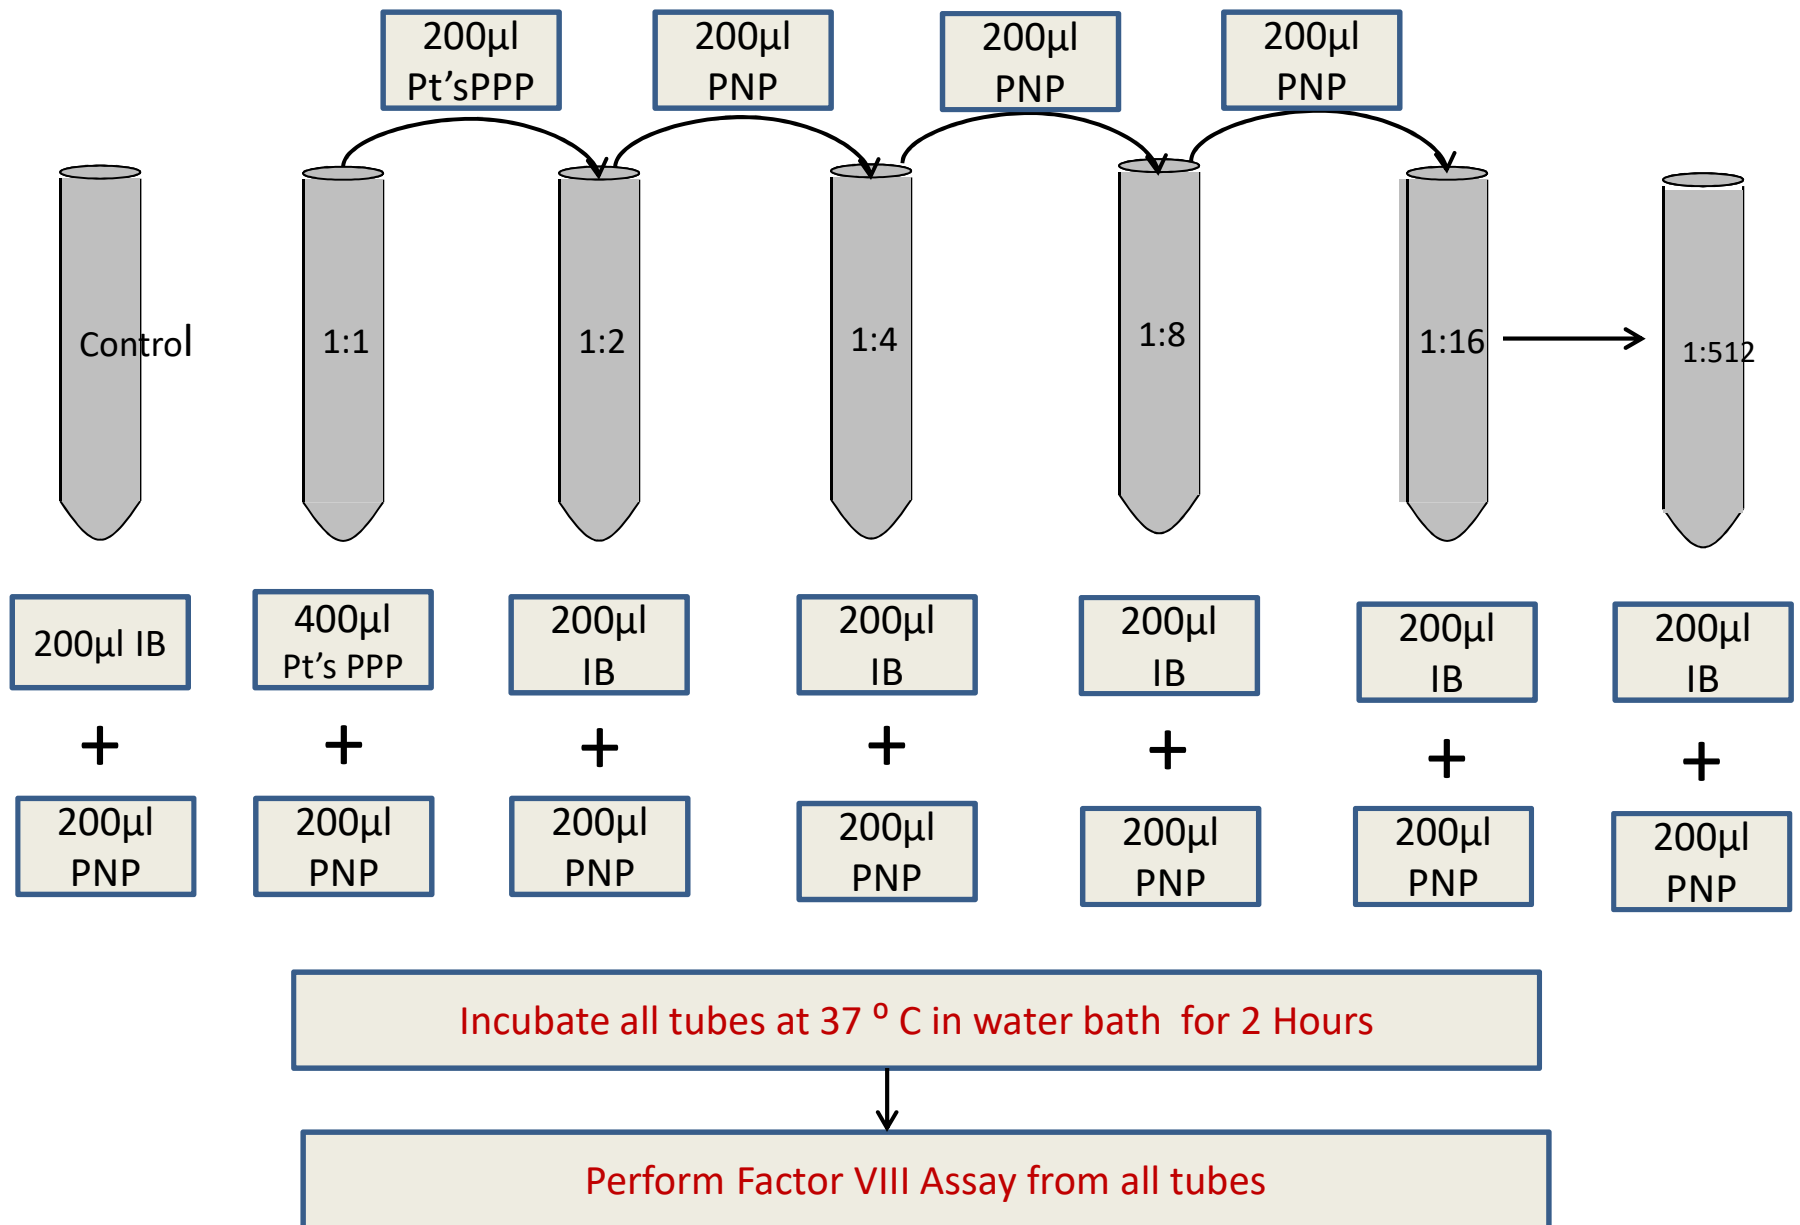 200µl
Pt'sPPP
200µl
PNP
200µl
PNP
200µl
PNP
Control
1:1
1:2
1:4
1:8
1:16
1:512
200µl IB
400µl
Pt's PPP
200µl
IB
200µl
IB
200µl
IB
200µl
IB
200µl
IB
+
+
+
+
+
+
+
200µl
PNP
200µl
PNP
200µl
PNP
200µl
PNP
200µl
PNP
200µl
PNP
200µl
PNP
Incubate all tubes at 37 ⁰ C in water bath for 2 Hours
Perform Factor VIII Assay from all tubes